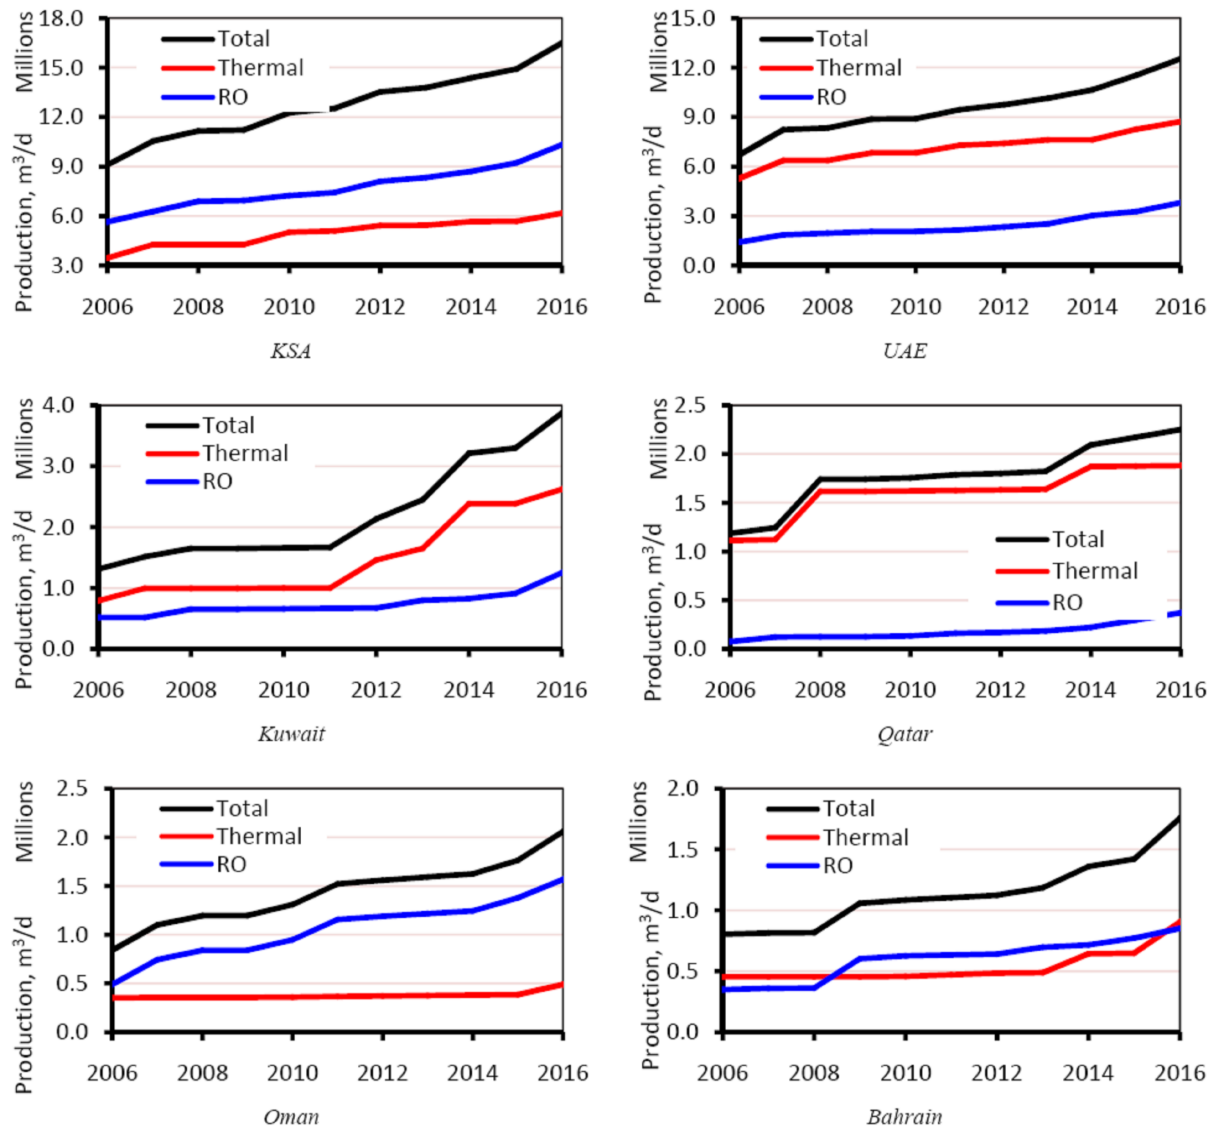 Millions
Production, m³/d
18.0
15.0
12.0
9.0
6.0
3.0
Total
Thermal
RO
2006 2008 2010 2012 2014 2016
KSA
Millions
Production, m³/d
15.0
12.0
9.0
6.0
3.0
0.0
Total
Thermal
RO
2006 2008 2010 2012 2014 2016
UAE
Millions
Production, m³/d
4.0
3.0
2.0
1.0
0.0
Total
Thermal
RO
2006 2008 2010 2012 2014 2016
Kuwait
Millions
Production, m³/d
2.5
2.0
1.5
1.0
0.5
0.0
Total
Thermal
RO
2006 2008 2010 2012 2014 2016
Qatar
Millions
Production, m³/d
2.5
2.0
1.5
1.0
0.5
0.0
Total
Thermal
RO
2006 2008 2010 2012 2014 2016
Oman
Millions
Production, m³/d
2.0
1.5
1.0
0.5
0.0
Total
Thermal
RO
2006 2008 2010 2012 2014 2016
Bahrain